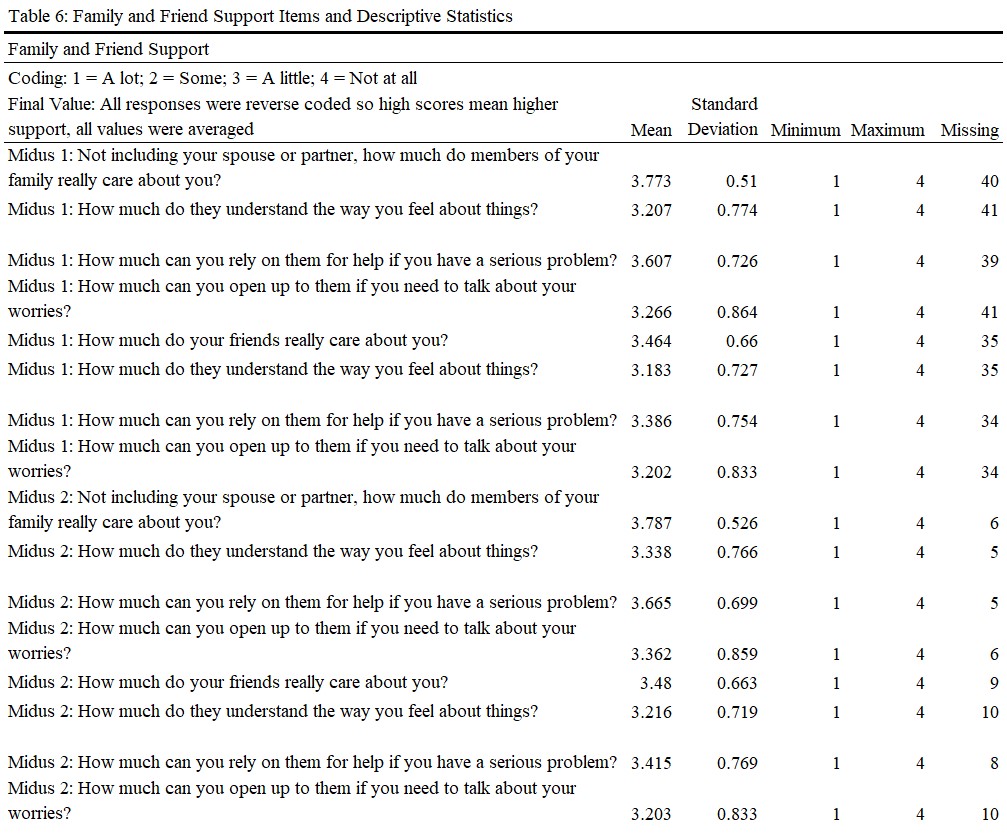 Table 6: Family and Friend Support Items and Descriptive Statistics
Family and Friend Support
Coding: 1 = A lot; 2 = Some; 3 = A little; 4 = Not at all
Final Value: All responses were reverse coded so high scores mean higher Standard
support, all values were averaged Mean Deviation Minimum Maximum Missing
Midus 1: Not including your spouse or partner, how much do members of your
family really care about you? 3.773 0.51 1 4 40
Midus 1: How much do they understand the way you feel about things? 3.207 0.774 1 4 41
Midus 1: How much can you rely on them for help if you have a serious problem? 3.607 0.726 1 4 39
Midus 1: How much can you open up to them if you need to talk about your
worries? 3.266 0.864 1 4 41
Midus 1: How much do your friends really care about you? 3.464 0.66 1 4 35
Midus 1: How much do they understand the way you feel about things? 3.183 0.727 1 4 35
Midus 1: How much can you rely on them for help if you have a serious problem? 3.386 0.754 1 4 34
Midus 1: How much can you open up to them if you need to talk about your
worries? 3.202 0.833 1 4 34
Midus 2: Not including your spouse or partner, how much do members of your
family really care about you? 3.787 0.526 1 4 6
Midus 2: How much do they understand the way you feel about things? 3.338 0.766 1 4 5
Midus 2: How much can you rely on them for help if you have a serious problem? 3.665 0.699 1 4 5
Midus 2: How much can you open up to them if you need to talk about your
worries? 3.362 0.859 1 4 6
Midus 2: How much do your friends really care about you? 3.48 0.663 1 4 9
Midus 2: How much do they understand the way you feel about things? 3.216 0.719 1 4 10
Midus 2: How much can you rely on them for help if you have a serious problem? 3.415 0.769 1 4 8
Midus 2: How much can you open up to them if you need to talk about your
worries? 3.203 0.833 1 4 10